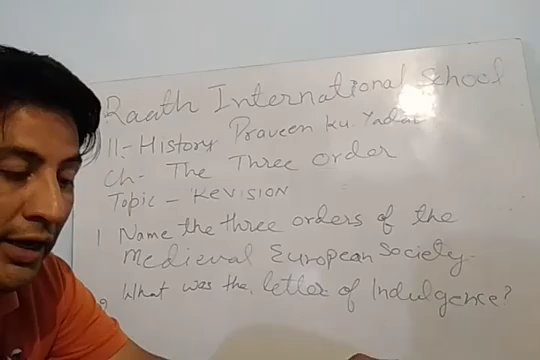 Raath International School
11:- History Praveen Ku. Yadav
Ch- The Three order
Topic - Revision
1 Name the three orders of the
Medieval European Society.
2 What was the letter of Indulgence?